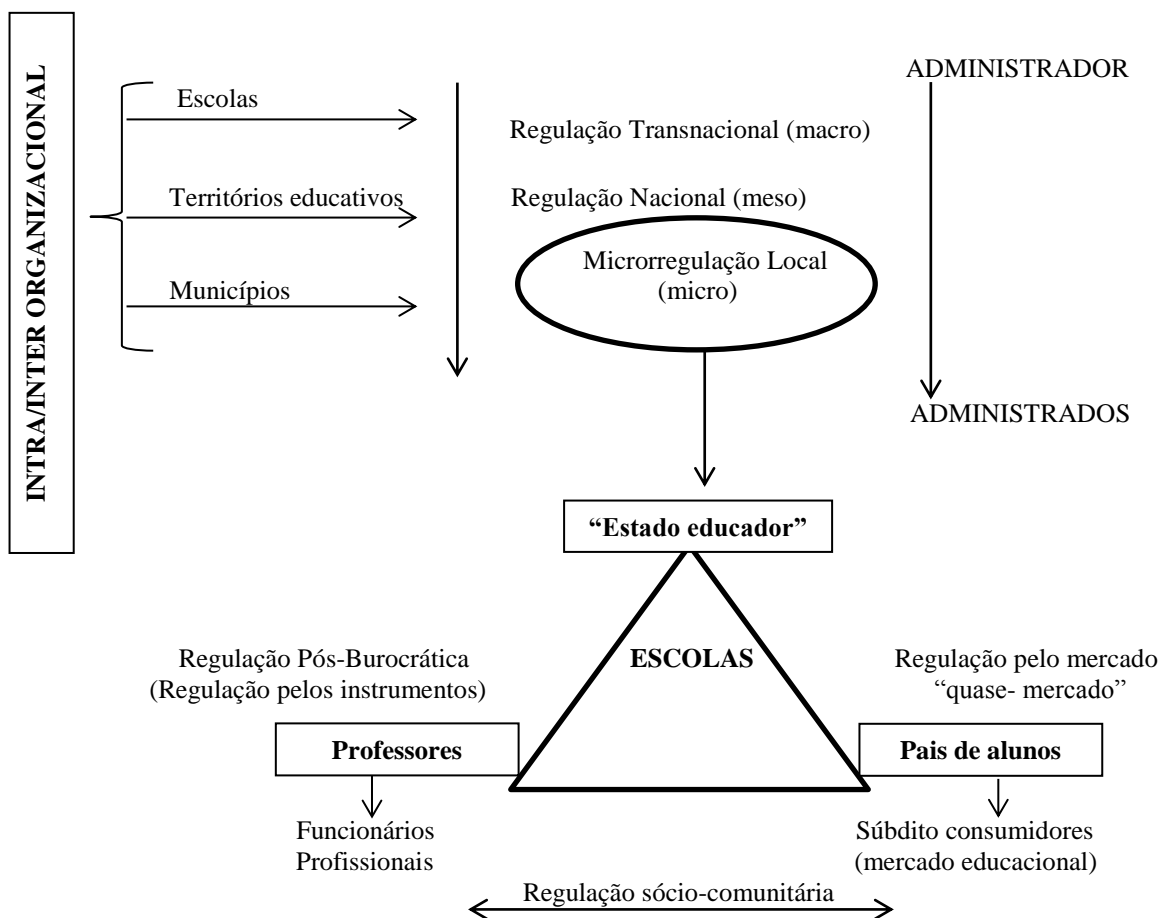 INTRA/INTER ORGANIZACIONAL
ADMINISTRADOR
Escolas
Regulação Transnacional (macro)
Territórios educativos
Regulação Nacional (meso)
Microrregulação Local
(micro)
Municípios
ADMINISTRADOS
“Estado educador”
ESCOLAS
Regulação Pós-Burocrática
(Regulação pelos instrumentos)
Regulação pelo mercado
“quase- mercado”
Professores
Pais de alunos
Funcionários
Profissionais
Súbdito consumidores
(mercado educacional)
Regulação sócio-comunitária